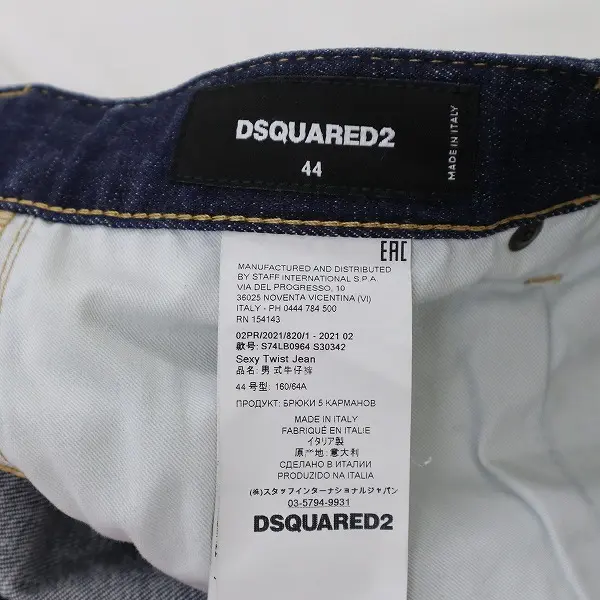 DSQUARED2
44
MADE IN ITALY
EAC
MANUFACTURED AND DISTRIBUTED
BY STAFF INTERNATIONAL S.P.A.
VIA DEL PROGRESSO, 10
36025 NOVENTA VICENTINA (VI)
ITALY - PH 0444 784 500
RN 154143
02PR/2021/820/1 - 2021 02
款号: S74LB0964 S30342
Sexy Twist Jean
品名: 男 式牛仔裤
44 号型: 160/64A
ПРОДУКТ: БРЮКИ 5 КАРМАНОВ
MADE IN ITALY
FABRIQUÉ EN ITALIE
イタリア製
原产地: 意大利
СДЕЛАНО В ИТАЛИИ
PRODUZIDO NA ITALIA
(株)スタッフインターナショナルジャパン
03-5794-9931
DSQUARED2